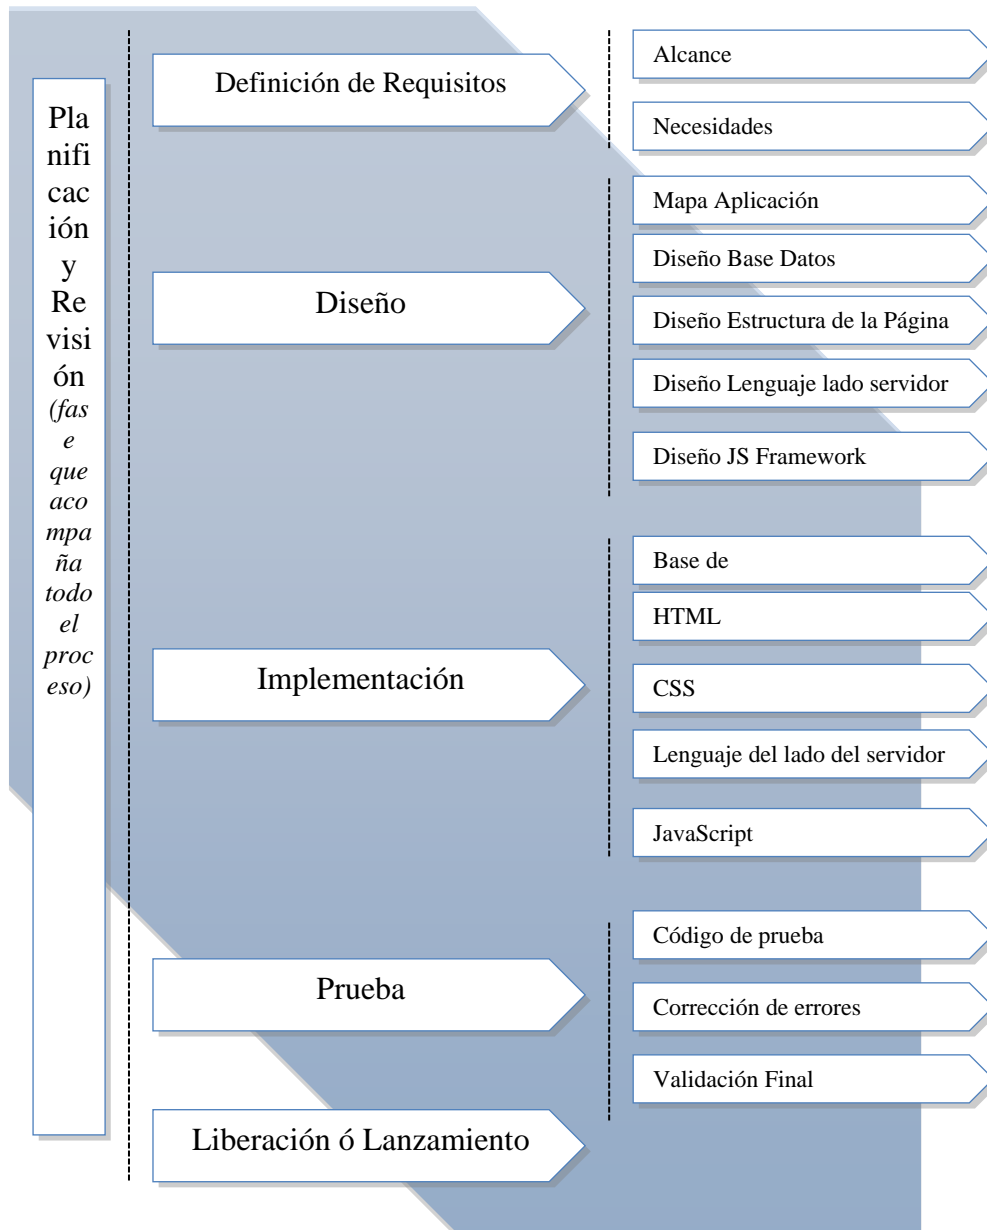 Pla
nifi
cac
ión
y
Re
visi
ón
(fas
e
que
aco
mpa
ña
todo
el
proc
eso)
Definición de Requisitos
Alcance
Necesidades
Diseño
Mapa Aplicación
Diseño Base Datos
Diseño Estructura de la Página
Diseño Lenguaje lado servidor
Diseño JS Framework
Implementación
Base de
HTML
CSS
Lenguaje del lado del servidor
JavaScript
Prueba
Código de prueba
Corrección de errores
Validación Final
Liberación ó Lanzamiento